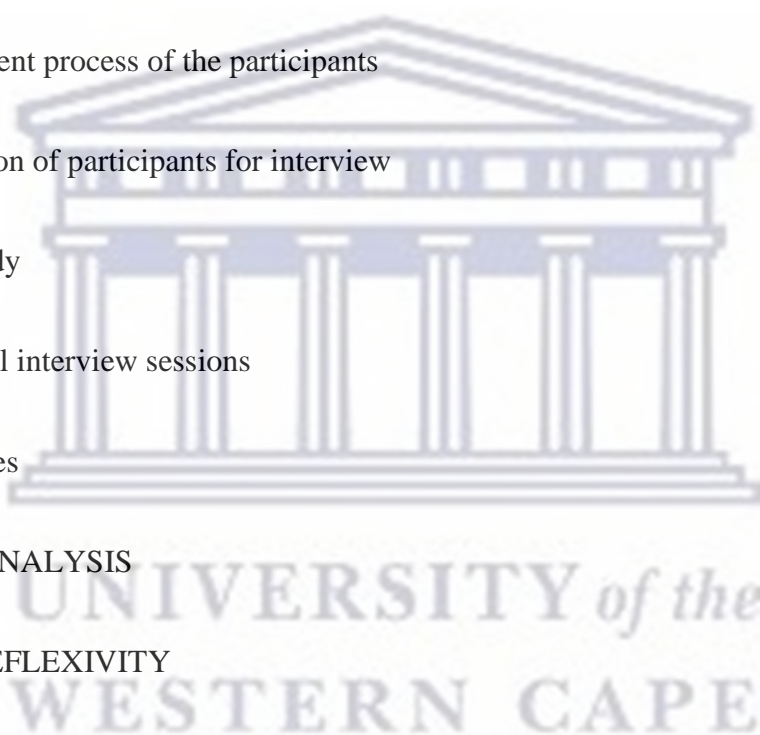 ent process of the participants
on of participants for interview
dy
l interview sessions
es
NALYSIS
EFLEXIVITY
UNIVERSITY of the
WESTERN CAPE